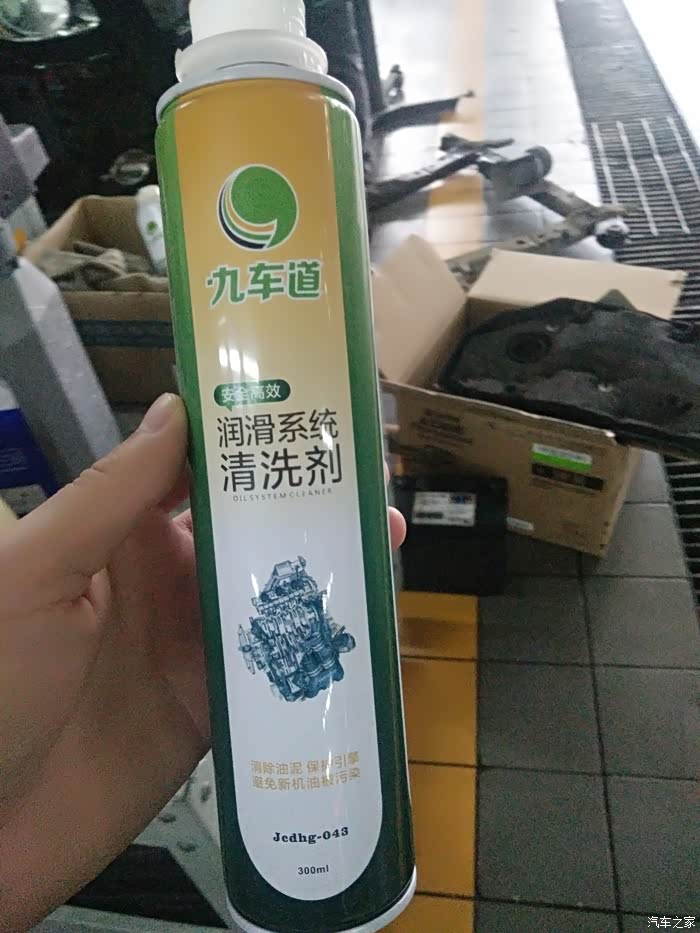 九车道
安全高效
润滑系统
清洗剂
OIL SYSTEM CLEANER
清除油泥 保护引擎
避免新机油被污染
Jcdhg-043
300ml
汽车之家